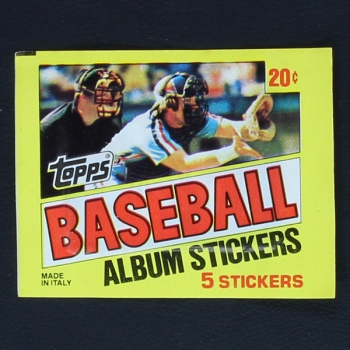 20¢
topps
BASEBALL
ALBUM STICKERS
MADE
IN ITALY
5 STICKERS